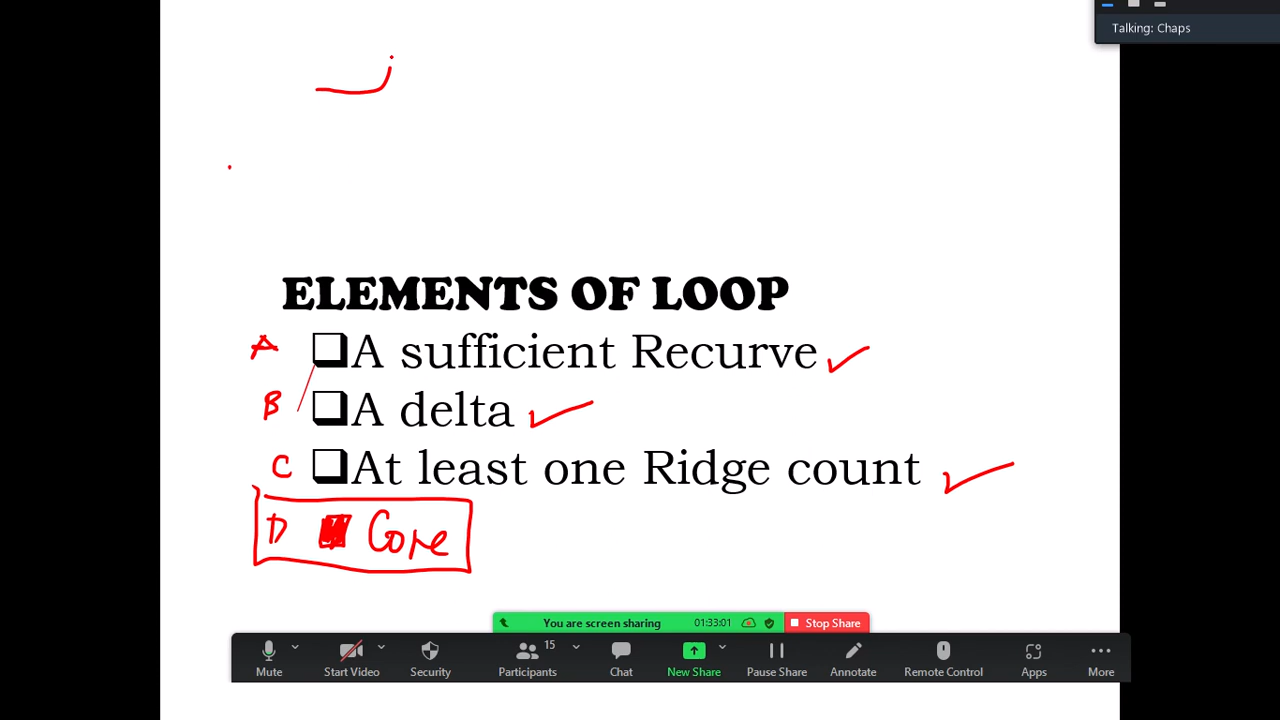 Talking: Chaps
ELEMENTS OF LOOP
A ❑A sufficient Recurve ✓
B ❑A delta ✓
C ❑At least one Ridge count ✓
D Core
You are screen sharing 01:33:01 Stop Share
15
Mute Start Video Security Participants Chat New Share Pause Share Annotate Remote Control Apps More